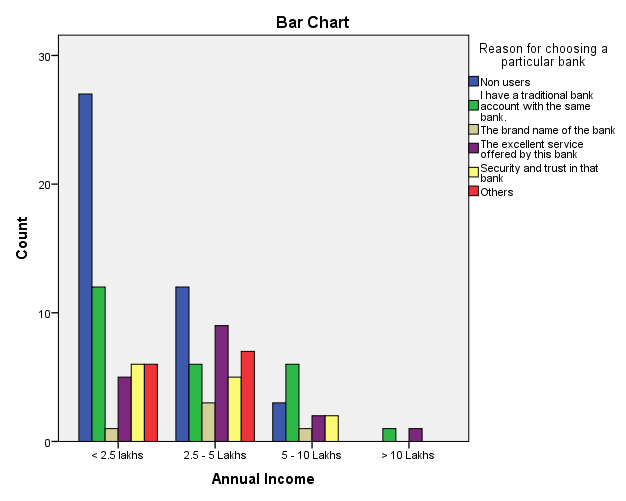 Bar Chart
Reason for choosing a
particular bank
Non users
I have a traditional bank
account with the same
bank.
The brand name of the bank
The excellent service
offered by this bank
Security and trust in that
bank
Others
Count
30
20
10
0
< 2.5 lakhs
2.5 - 5 Lakhs
5 - 10 Lakhs
> 10 Lakhs
Annual Income